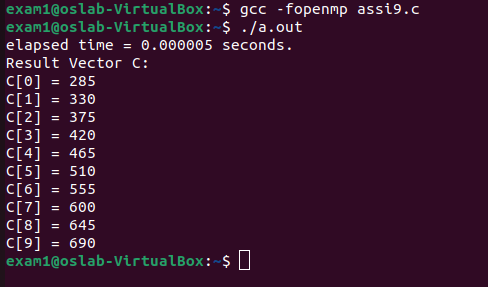 exam1@oslab-VirtualBox:~$ gcc -fopenmp assi9.c
exam1@oslab-VirtualBox:~$ ./a.out
elapsed time = 0.000005 seconds.
Result Vector C:
C[0] = 285
C[1] = 330
C[2] = 375
C[3] = 420
C[4] = 465
C[5] = 510
C[6] = 555
C[7] = 600
C[8] = 645
C[9] = 690
exam1@oslab-VirtualBox:~$